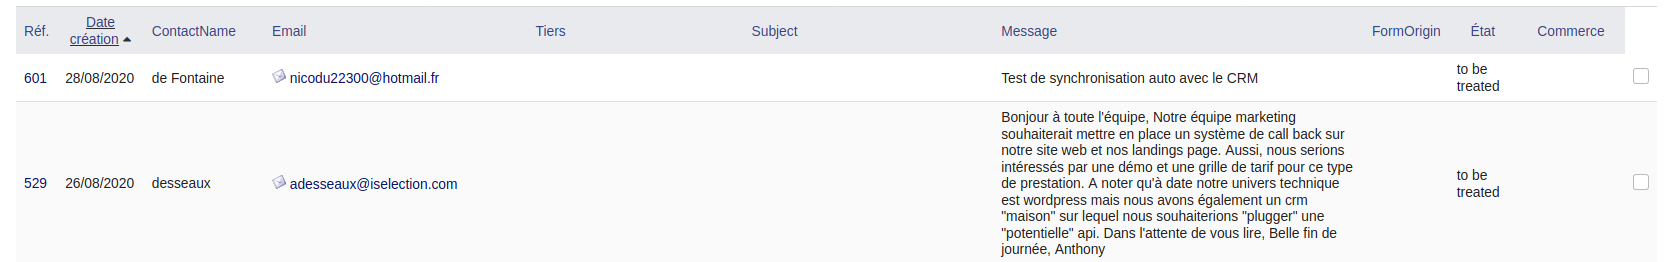 Réf.
Date
création
ContactName
Email
Tiers
Subject
Message
FormOrigin
État
Commerce
601
28/08/2020
de Fontaine
nicodu22300@hotmail.fr
Test de synchronisation auto avec le CRM
to be
treated
529
26/08/2020
desseaux
adesseaux@iselection.com
Bonjour à toute l'équipe, Notre équipe marketing
souhaiterait mettre en place un système de call back sur
notre site web et nos landings page. Aussi, nous serions
intéressés par une démo et une grille de tarif pour ce type
de prestation. A noter qu'à date notre univers technique
est wordpress mais nous avons également un crm
"maison" sur lequel nous souhaiterions "plugger" une
"potentielle" api. Dans l'attente de vous lire, Belle fin de
journée, Anthony
to be
treated